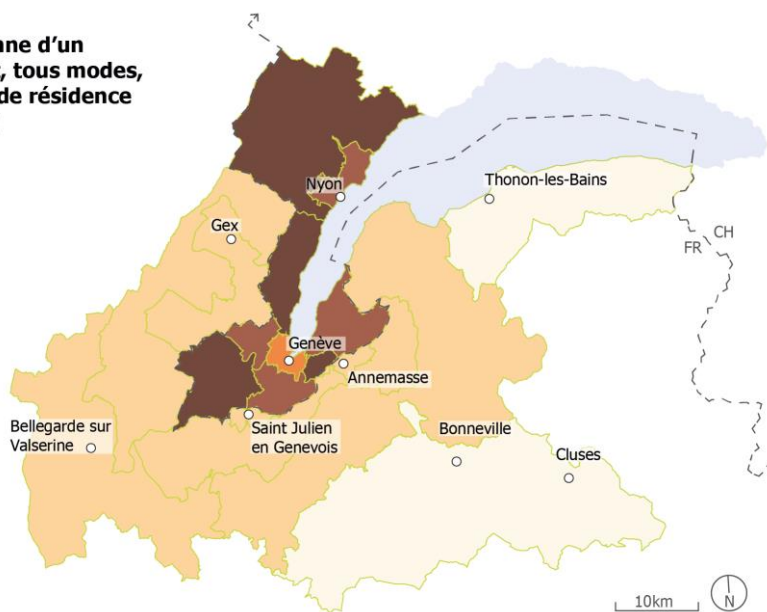 nne d’un
, tous modes,
de résidence
Nyon
Thonon-les-Bains
Gex
CH
FR
Genève
Annemasse
Bellegarde sur
Valserine
Saint Julien
en Genevois
Bonneville
Cluses
10km
N